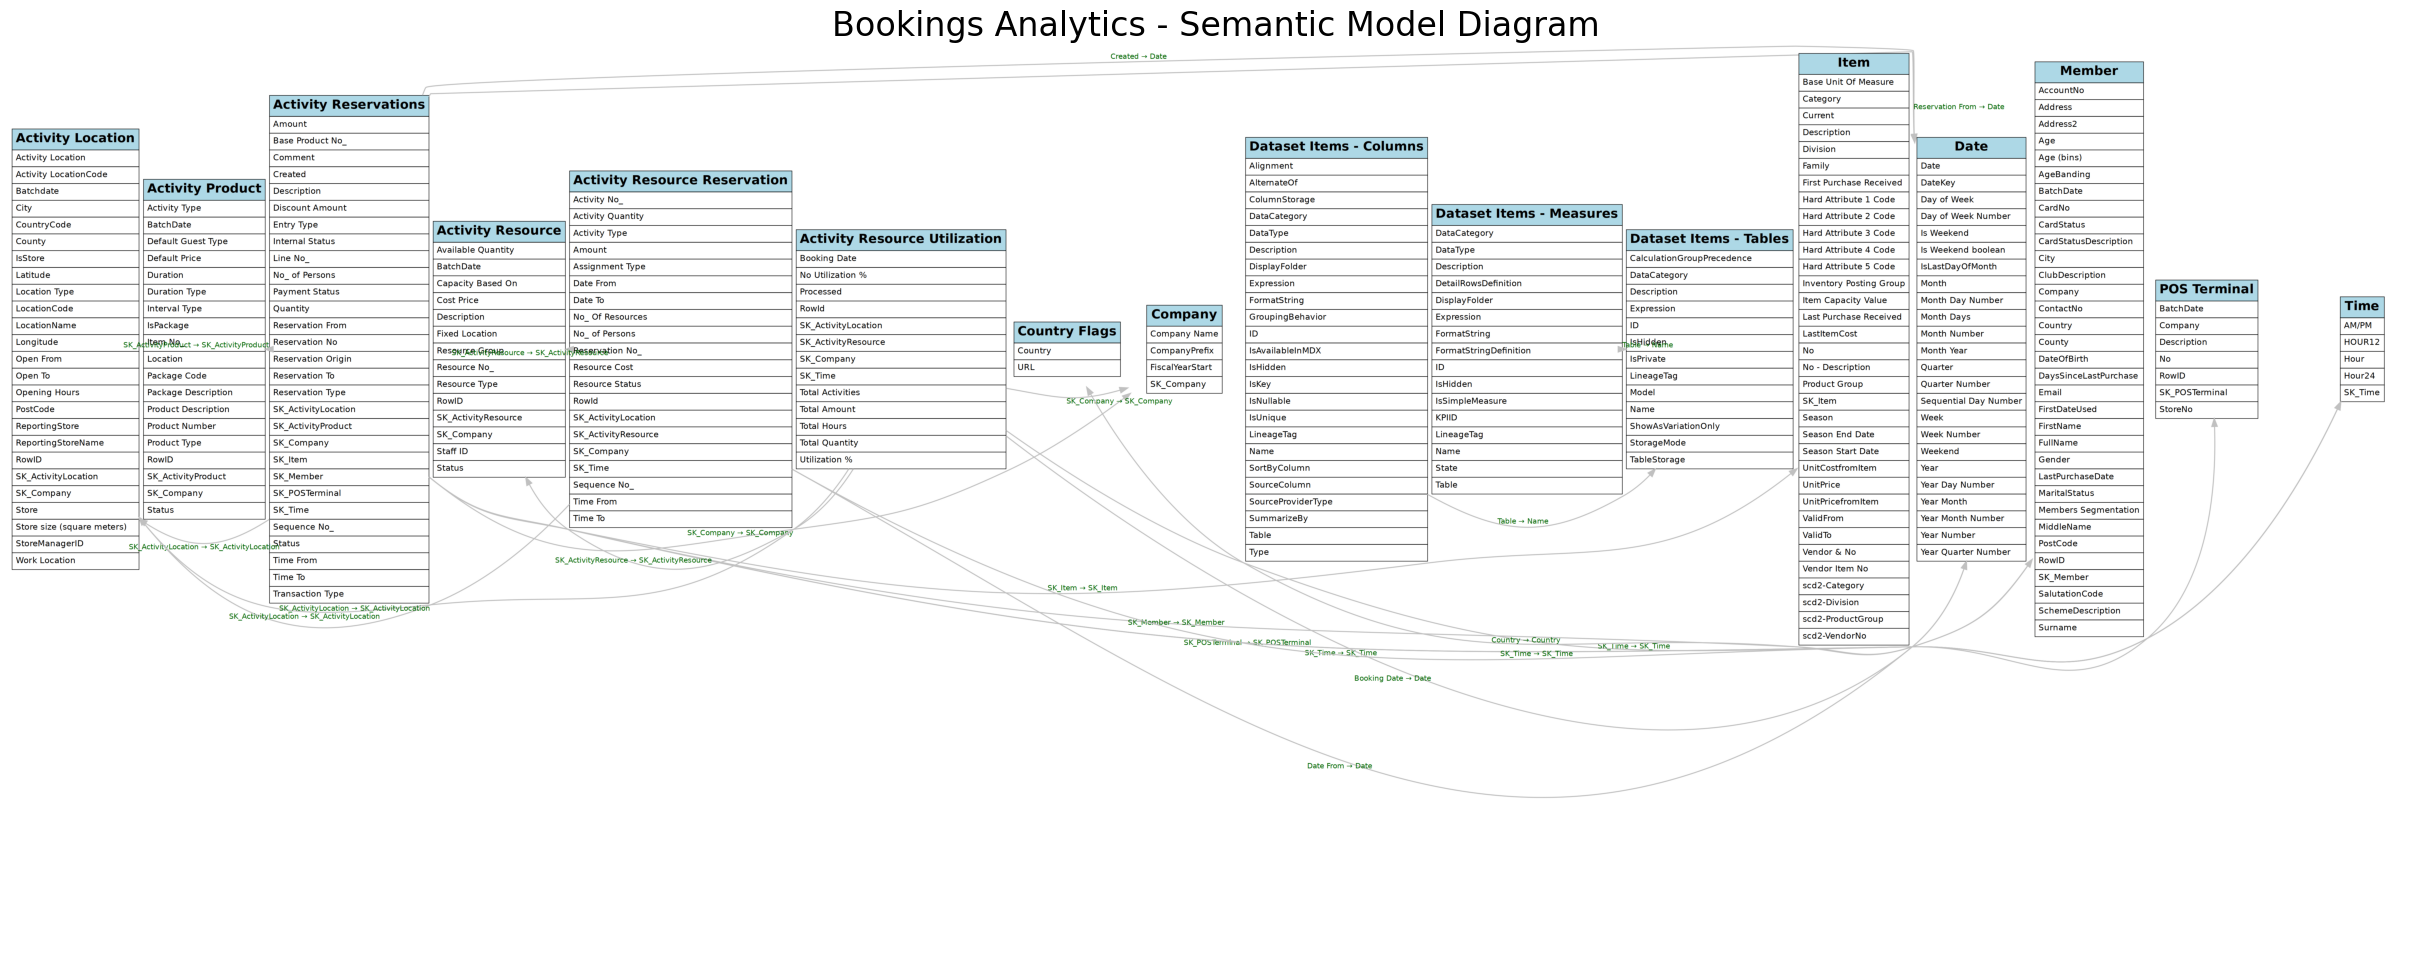 Bookings Analytics - Semantic Model Diagram
Activity Location
Activity Location
Activity LocationCode
Batchdate
City
CountryCode
County
IsStore
Latitude
Location Type
LocationCode
LocationName
Longitude
Open From
Open To
Opening Hours
PostCode
ReportingStore
ReportingStoreName
RowID
SK_ActivityLocation
SK_Company
Store
Store size (square meters)
StoreManagerID
Work Location
Activity Product
Activity Type
BatchDate
Default Guest Type
Default Price
Duration
Duration Type
Interval Type
IsPackage
Item No_
Location
Package Code
Package Description
Product Description
Product Number
Product Type
RowID
SK_ActivityProduct
SK_Company
Status
Activity Reservations
Amount
Base Product No_
Comment
Created
Description
Discount Amount
Entry Type
Internal Status
Line No_
No_ of Persons
Payment Status
Quantity
Reservation From
Reservation No
Reservation Origin
Reservation To
Reservation Type
SK_ActivityLocation
SK_ActivityProduct
SK_Company
SK_Item
SK_Member
SK_POSTerminal
SK_Time
Sequence No_
Status
Time From
Time To
Transaction Type
Activity Resource
Available Quantity
BatchDate
Capacity Based On
Cost Price
Description
Fixed Location
Resource Group
Resource No_
Resource Type
RowID
SK_ActivityResource
SK_Company
Staff ID
Status
Activity Resource Reservation
Activity No_
Activity Quantity
Activity Type
Amount
Assignment Type
Date From
Date To
No_ Of Resources
No_ of Persons
Reservation No_
Resource Cost
Resource Status
RowId
SK_ActivityLocation
SK_ActivityResource
SK_Company
SK_Time
Sequence No_
Time From
Time To
Activity Resource Utilization
Booking Date
No Utilization %
Processed
RowId
SK_ActivityLocation
SK_ActivityResource
SK_Company
SK_Time
Total Activities
Total Amount
Total Hours
Total Quantity
Utilization %
Country Flags
Country
URL
Company
Company Name
CompanyPrefix
FiscalYearStart
SK_Company
Dataset Items - Columns
Alignment
AlternateOf
ColumnStorage
DataCategory
DataType
Description
DisplayFolder
Expression
FormatString
GroupingBehavior
ID
IsAvailableInMDX
IsHidden
IsKey
IsNullable
IsUnique
LineageTag
Name
SortByColumn
SourceColumn
SourceProviderType
SummarizeBy
Table
Type
Dataset Items - Measures
DataCategory
DataType
Description
DetailRowsDefinition
DisplayFolder
Expression
FormatString
FormatStringDefinition
ID
IsHidden
IsSimpleMeasure
KPIID
LineageTag
Name
State
Table
Dataset Items - Tables
CalculationGroupPrecedence
DataCategory
Description
Expression
ID
IsHidden
IsPrivate
LineageTag
Model
Name
ShowAsVariationOnly
StorageMode
TableStorage
Item
Base Unit Of Measure
Category
Current
Description
Division
Family
First Purchase Received
Hard Attribute 1 Code
Hard Attribute 2 Code
Hard Attribute 3 Code
Hard Attribute 4 Code
Hard Attribute 5 Code
Inventory Posting Group
Item Capacity Value
Last Purchase Received
LastItemCost
No
No - Description
Product Group
SK_Item
Season
Season End Date
Season Start Date
UnitCostfromItem
UnitPrice
UnitPricefromItem
ValidFrom
ValidTo
Vendor & No
Vendor Item No
scd2-Category
scd2-Division
scd2-ProductGroup
scd2-VendorNo
Date
Date
DateKey
Day of Week
Day of Week Number
Is Weekend
Is Weekend boolean
IsLastDayOfMonth
Month
Month Day Number
Month Days
Month Number
Month Year
Quarter
Quarter Number
Sequential Day Number
Week
Week Number
Weekend
Year
Year Day Number
Year Month
Year Month Number
Year Number
Year Quarter Number
Member
AccountNo
Address
Address2
Age
Age (bins)
AgeBanding
BatchDate
CardNo
CardStatus
CardStatusDescription
City
ClubDescription
Company
ContactNo
Country
County
DateOfBirth
DaysSinceLastPurchase
Email
FirstDateUsed
FirstName
FullName
Gender
LastPurchaseDate
MaritalStatus
Members Segmentation
MiddleName
PostCode
RowID
SK_Member
SalutationCode
SchemeDescription
Surname
POS Terminal
BatchDate
Company
Description
No
RowID
SK_POSTerminal
StoreNo
Time
AM/PM
HOUR12
Hour
Hour24
SK_Time
Created → Date
Reservation From → Date
SK_ActivityProduct → SK_ActivityProduct
SK_ActivityResource → SK_ActivityResource
Table → Name
SK_Company → SK_Company
Table → Name
SK_Company → SK_Company
SK_ActivityLocation → SK_ActivityLocation
SK_ActivityResource → SK_ActivityResource
SK_Item → SK_Item
SK_ActivityLocation → SK_ActivityLocation
SK_ActivityLocation → SK_ActivityLocation
SK_Member → SK_Member
SK_POSTerminal → SK_POSTerminal
Country → Country
SK_Time → SK_Time
SK_Time → SK_Time
SK_Time → SK_Time
Booking Date → Date
Date From → Date